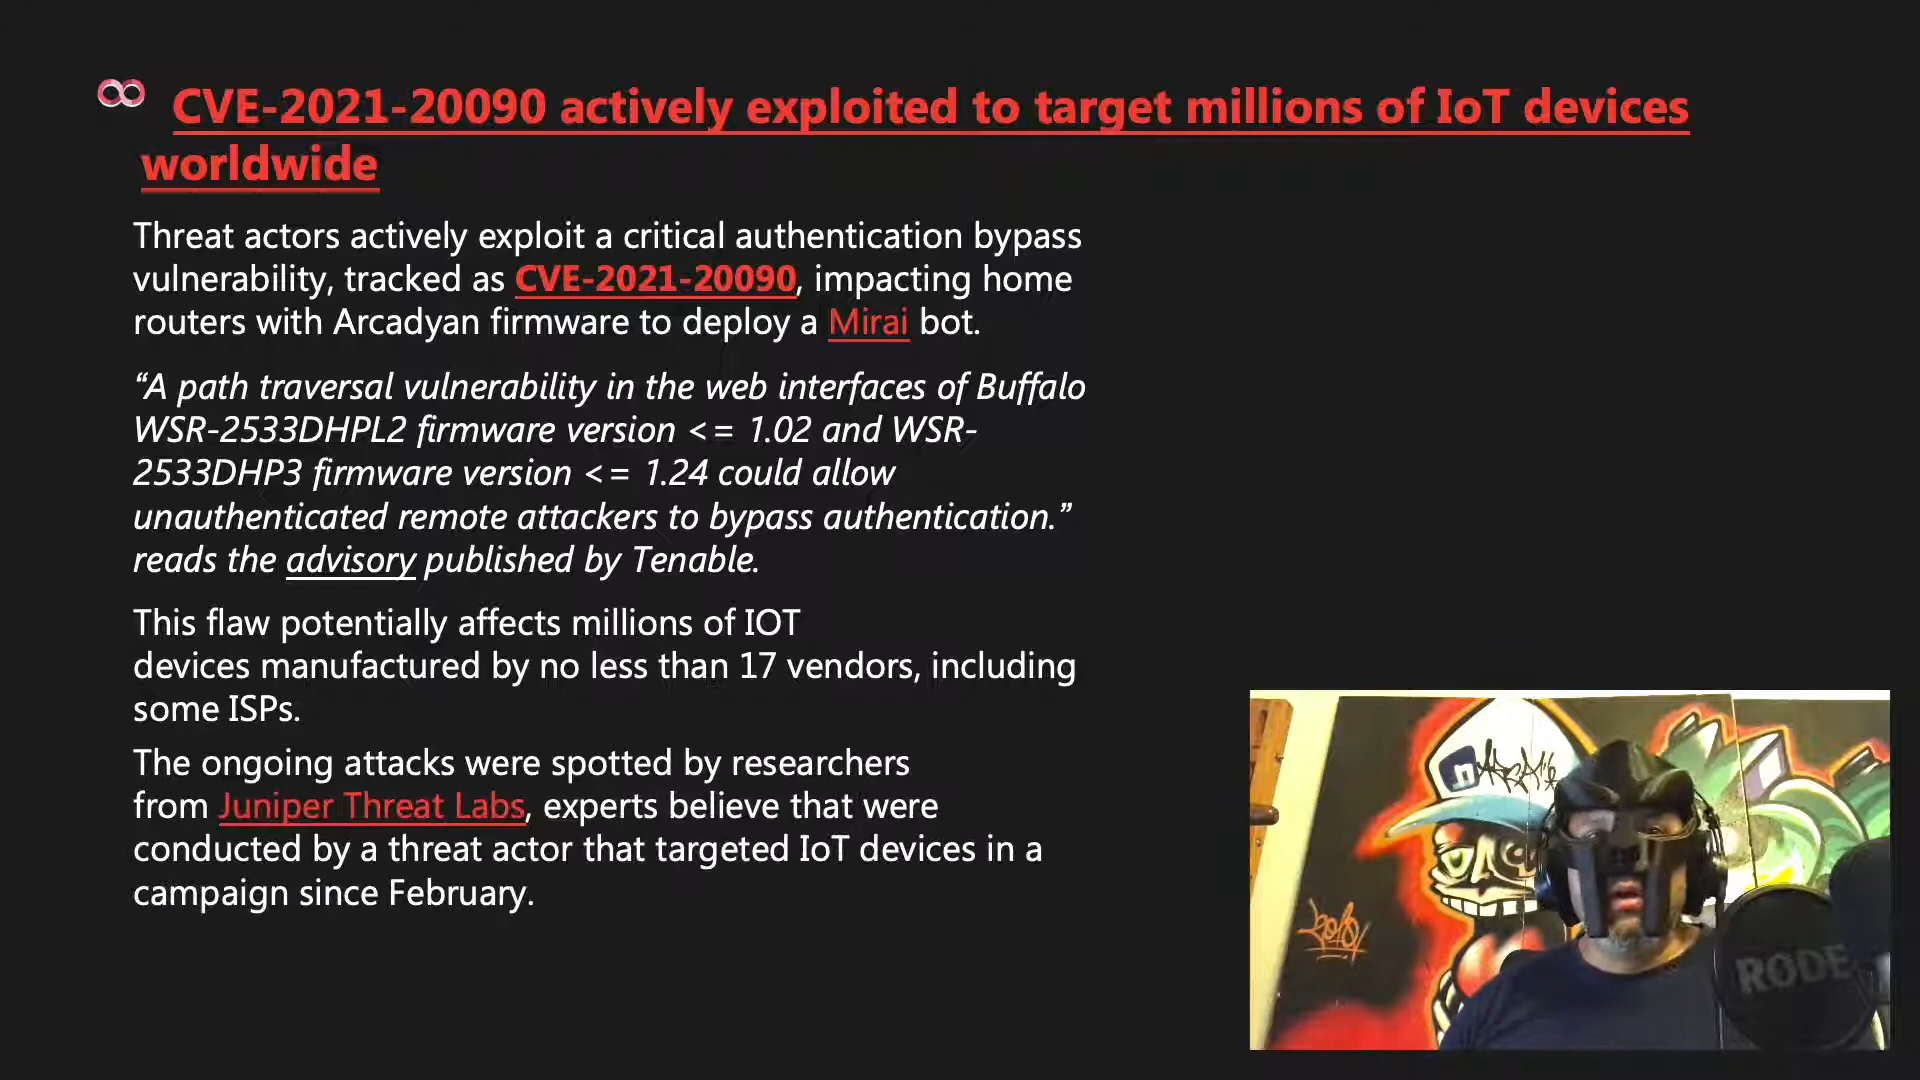 CVE-2021-20090 actively exploited to target millions of IoT devices
worldwide
Threat actors actively exploit a critical authentication bypass
vulnerability, tracked as CVE-2021-20090, impacting home
routers with Arcadyan firmware to deploy a Mirai bot.
“A path traversal vulnerability in the web interfaces of Buffalo
WSR-2533DHPL2 firmware version <= 1.02 and WSR-
2533DHP3 firmware version <= 1.24 could allow
unauthenticated remote attackers to bypass authentication.”
reads the advisory published by Tenable.
This flaw potentially affects millions of IOT
devices manufactured by no less than 17 vendors, including
some ISPs.
The ongoing attacks were spotted by researchers
from Juniper Threat Labs, experts believe that were
conducted by a threat actor that targeted IoT devices in a
campaign since February.
RØDE